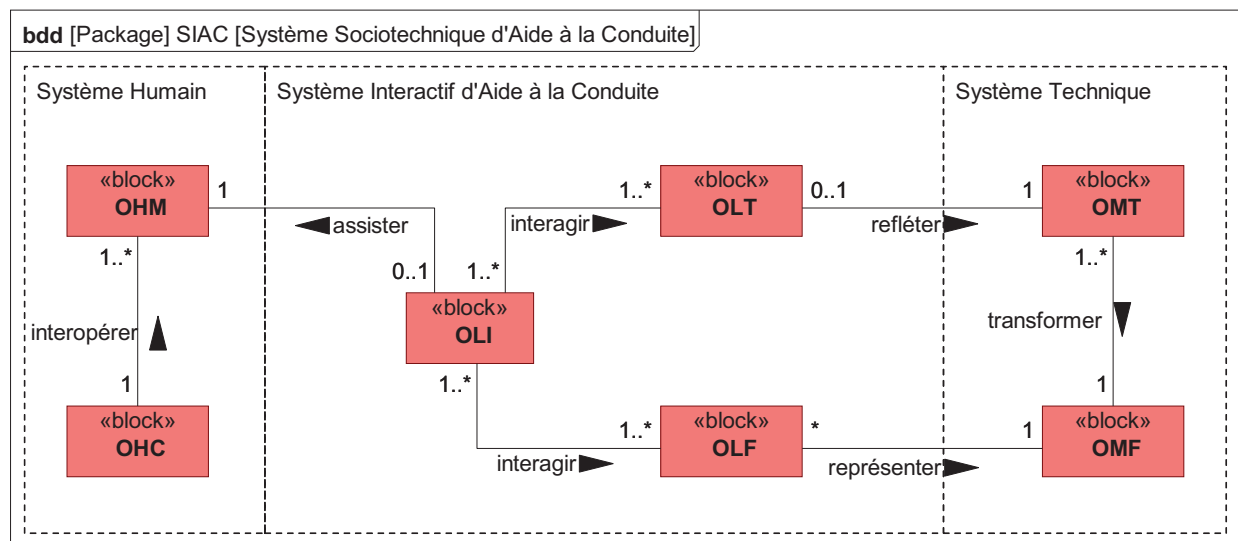 bdd [Package] SIAC [Système Sociotechnique d'Aide à la Conduite]
Système Humain
Système Interactif d'Aide à la Conduite
Système Technique
«block»
OHM
1
1..*
assister
0..1
interopérer
1
«block»
OHC
«block»
OLI
1..*
interagir
1..*
«block»
OLT
0..1
refléter
1
«block»
OMT
1..*
transformer
1
1..*
interagir
1..*
«block»
OLF
*
représenter
1
«block»
OMF